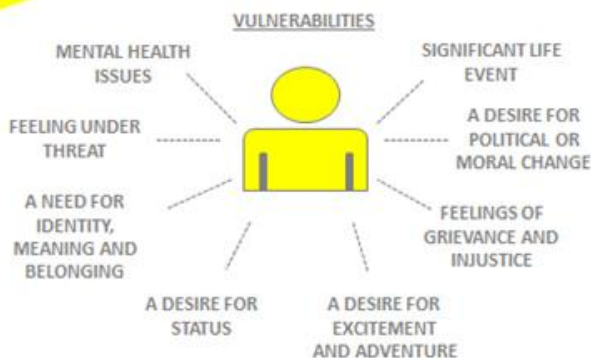 VULNERABILITIES
MENTAL HEALTH
ISSUES
SIGNIFICANT LIFE
EVENT
FEELING UNDER
THREAT
A DESIRE FOR
POLITICAL OR
MORAL CHANGE
A NEED FOR
IDENTITY,
MEANING AND
BELONGING
FEELINGS OF
GRIEVANCE AND
INJUSTICE
A DESIRE FOR
STATUS
A DESIRE FOR
EXCITEMENT
AND ADVENTURE